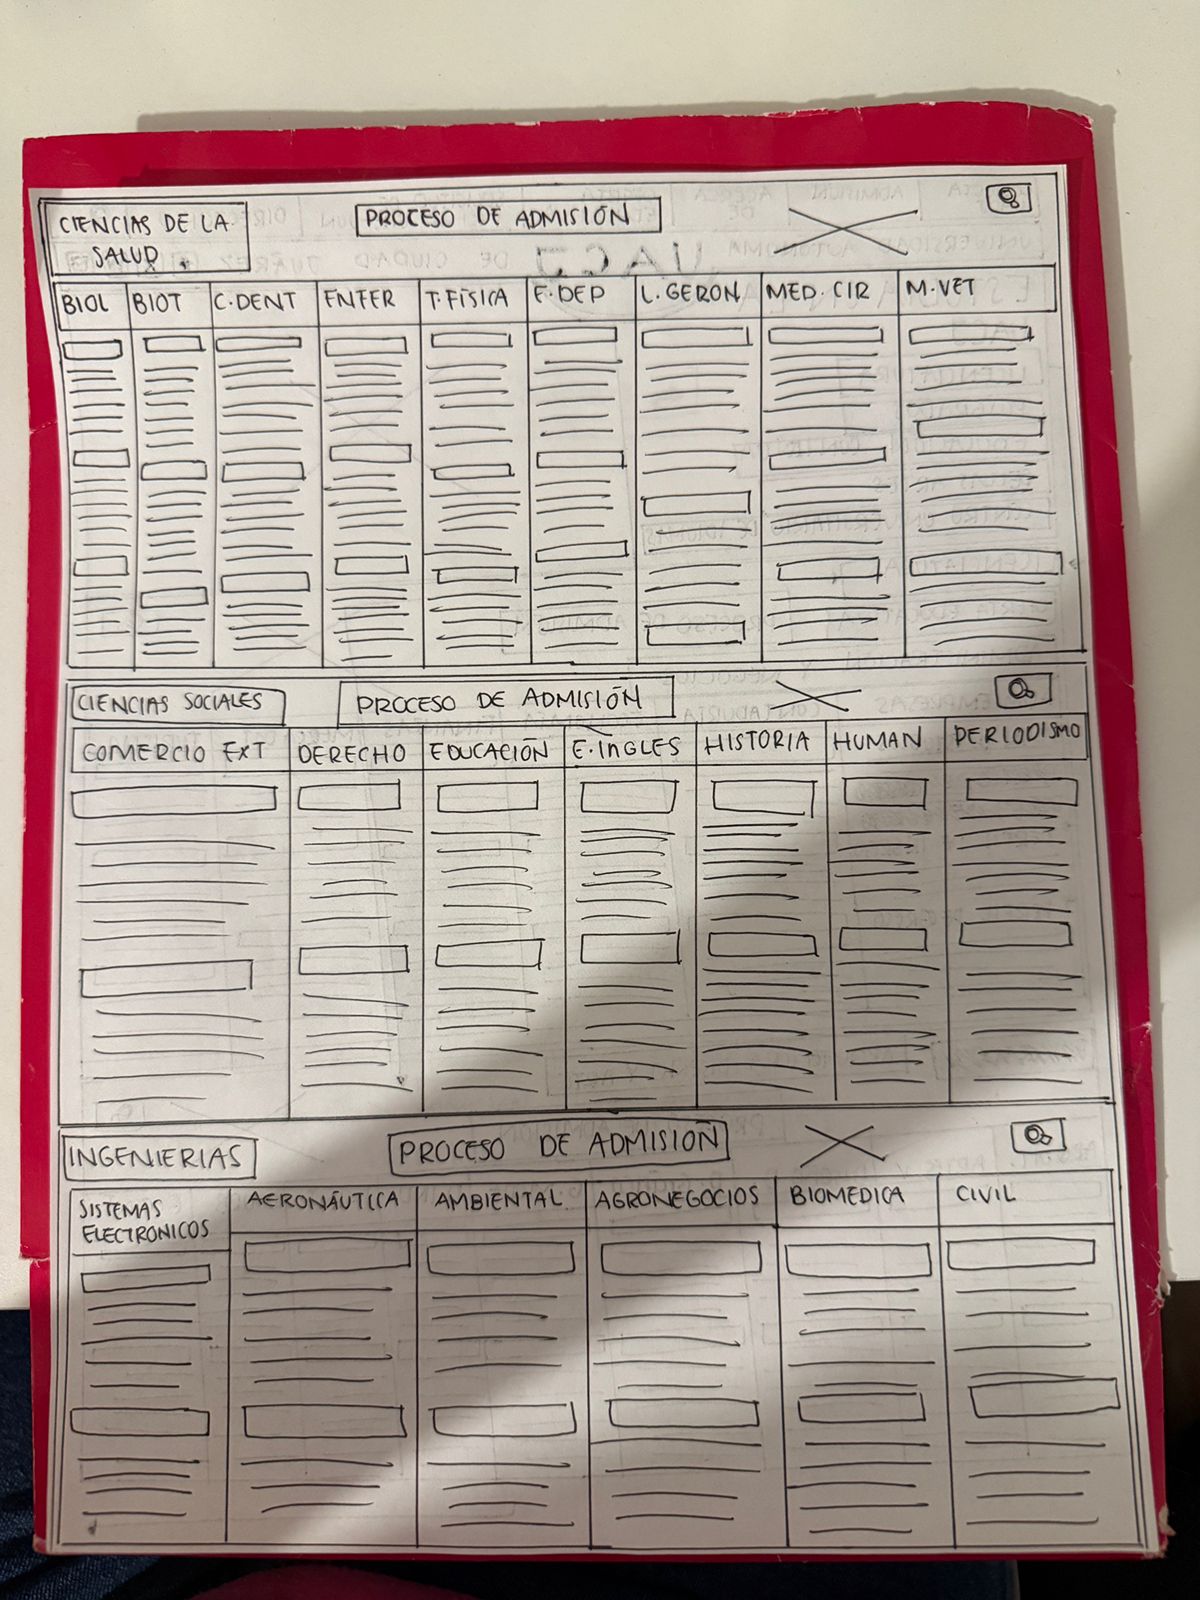 CIENCIAS DE LA
SALUD
PROCESO DE ADMISIÓN
BIOL
BIOT
C.DENT
ENFER
T.FÍSICA
E.DEP
L.GERON
MED. CIR
M.VET
CIENCIAS SOCIALES
PROCESO DE ADMISIÓN
COMERCIO EXT
DERECHO
EDUCACIÓN
E.INGLES
HISTORIA
HUMAN
PERIODISMO
INGENIERIAS
PROCESO DE ADMISIÓN
SISTEMAS
ELECTRONICOS
AERONÁUTICA
AMBIENTAL
AGRONEGOCIOS
BIOMEDICA
CIVIL